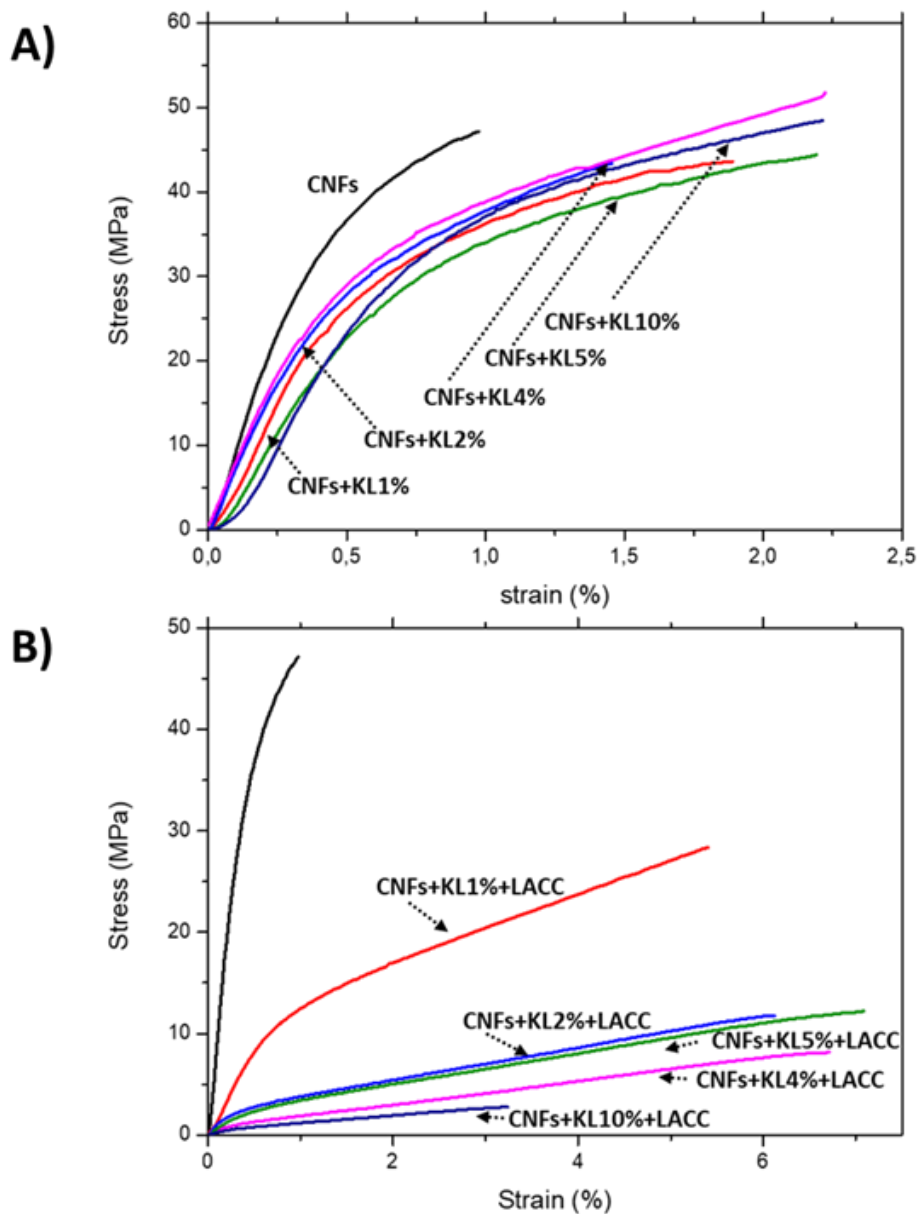 A)
60
50
40
30
20
10
0
Stress (MPa)
CNFs
CNFs+KL10%
CNFs+KL5%
CNFs+KL4%
CNFs+KL2%
CNFs+KL1%
0,0 0,5 1,0 1,5 2,0 2,5
strain (%)
B)
50
40
30
20
10
0
Stress (MPa)
CNFs+KL1%+LACC
CNFs+KL2%+LACC
CNFs+KL5%+LACC
CNFs+KL4%+LACC
CNFs+KL10%+LACC
0 2 4 6
Strain (%)